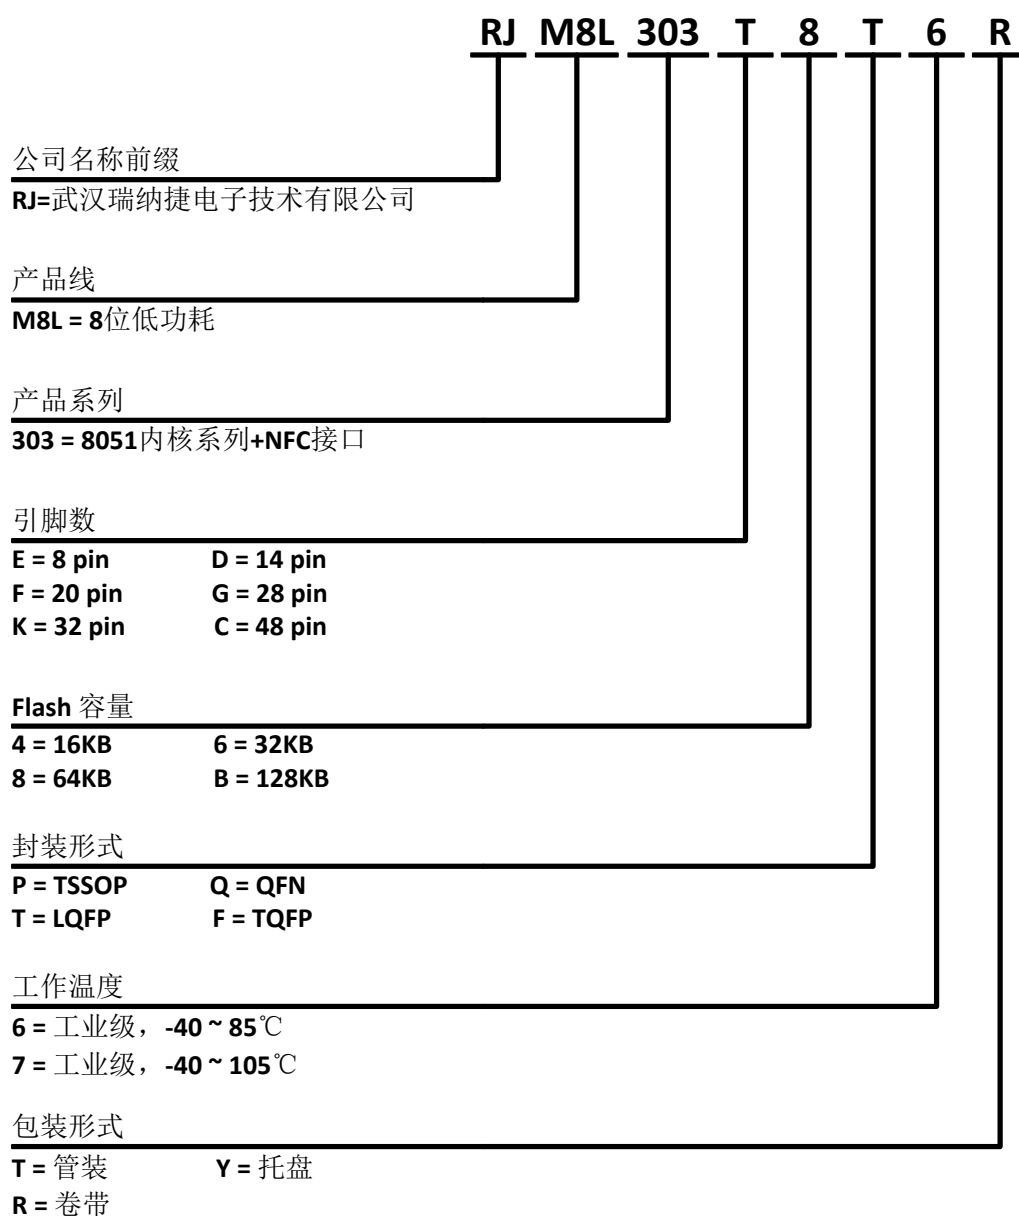 RJ M8L 303 T 8 T 6 R
公司名称前缀
RJ=武汉瑞纳捷电子技术有限公司
产品线
M8L = 8位低功耗
产品系列
303 = 8051内核系列+NFC接口
引脚数
E = 8 pin D = 14 pin
F = 20 pin G = 28 pin
K = 32 pin C = 48 pin
Flash 容量
4 = 16KB 6 = 32KB
8 = 64KB B = 128KB
封装形式
P = TSSOP Q = QFN
T = LQFP F = TQFP
工作温度
6 = 工业级，-40 ~ 85℃
7 = 工业级，-40 ~ 105℃
包装形式
T = 管装 Y = 托盘
R = 卷带